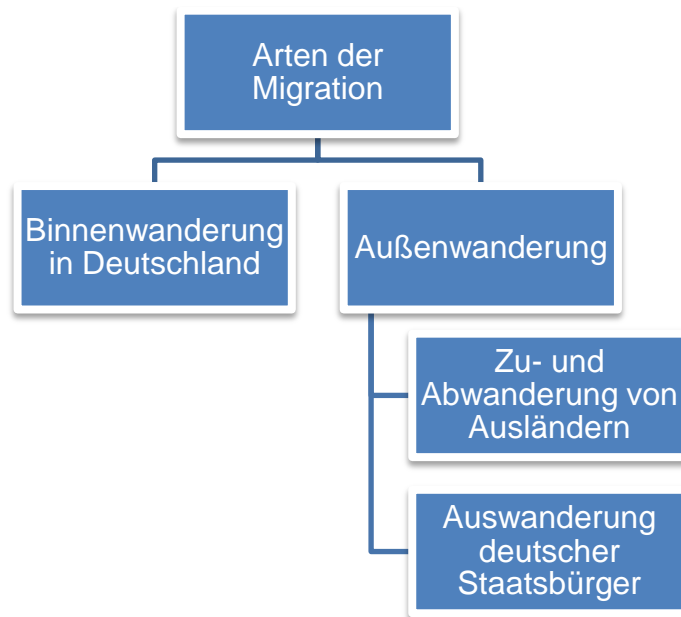 Arten der
Migration
Binnenwanderung
in Deutschland
Außenwanderung
Zu- und
Abwanderung von
Ausländern
Auswanderung
deutscher
Staatsbürger